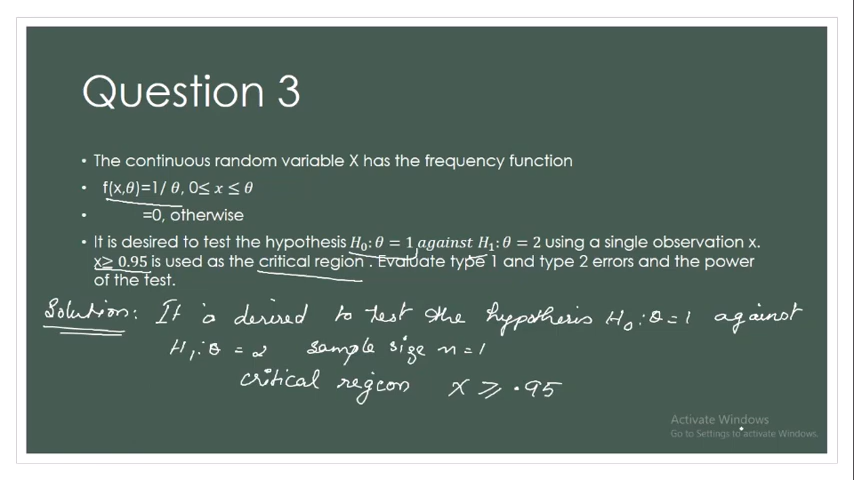 Question 3
• The continuous random variable X has the frequency function
• f(x,θ)=1/ θ, 0≤ x ≤ θ
• =0, otherwise
• It is desired to test the hypothesis H₀: θ = 1 against H₁: θ = 2 using a single observation x.
x≥ 0.95 is used as the critical region . Evaluate type 1 and type 2 errors and the power
of the test.
Solution: It is desired to test the hypothesis H₀: θ=1 against
H₁: θ = 2 sample size n=1
critical region x ≥ .95
Activate Windows
Go to Settings to activate Windows.